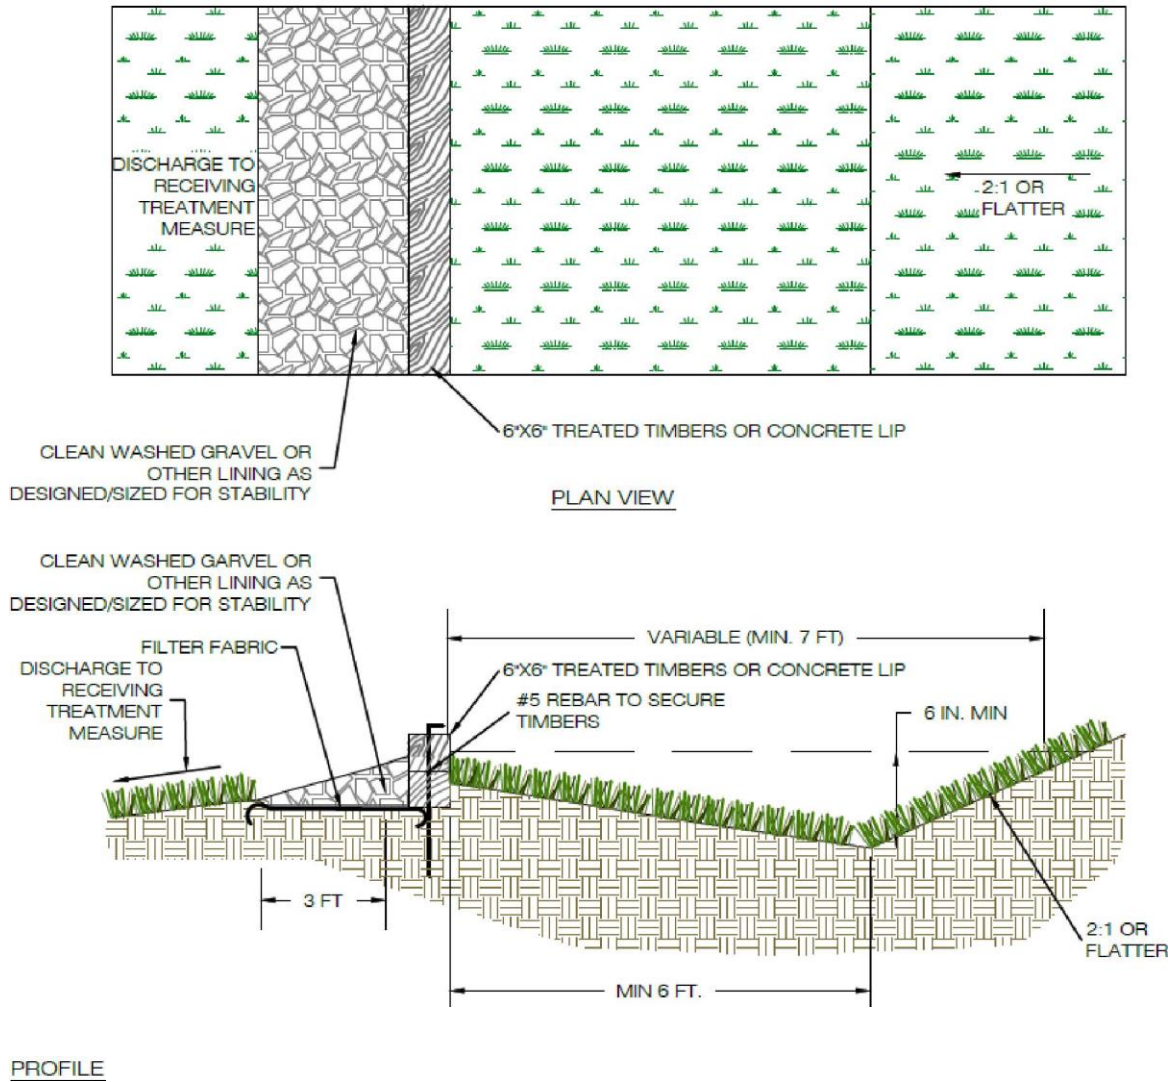 DISCHARGE TO
RECEIVING
TREATMENT
MEASURE
2:1 OR
FLATTER
6"X6" TREATED TIMBERS OR CONCRETE LIP
CLEAN WASHED GRAVEL OR
OTHER LINING AS
DESIGNED/SIZED FOR STABILITY
PLAN VIEW
CLEAN WASHED GARVEL OR
OTHER LINING AS
DESIGNED/SIZED FOR STABILITY
VARIABLE (MIN. 7 FT)
FILTER FABRIC
DISCHARGE TO
RECEIVING
TREATMENT
MEASURE
6"X6" TREATED TIMBERS OR CONCRETE LIP
#5 REBAR TO SECURE
TIMBERS
6 IN. MIN
3 FT
2:1 OR
FLATTER
MIN 6 FT.
PROFILE